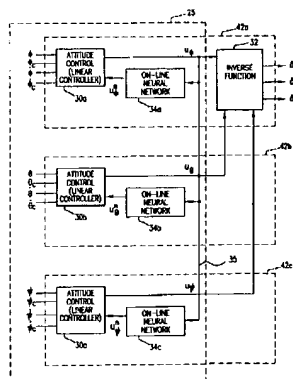 25
42a
32
ATTITUDE
CONTROL
(LINEAR
CONTROLLER)
30a
ON-LINE
NEURAL
NETWORK
34a
INVERSE
FUNCTION
42b
ATTITUDE
CONTROL
(LINEAR
CONTROLLER)
30b
ON-LINE
NEURAL
NETWORK
34b
35
42c
ATTITUDE
CONTROL
(LINEAR
CONTROLLER)
30c
ON-LINE
NEURAL
NETWORK
34c